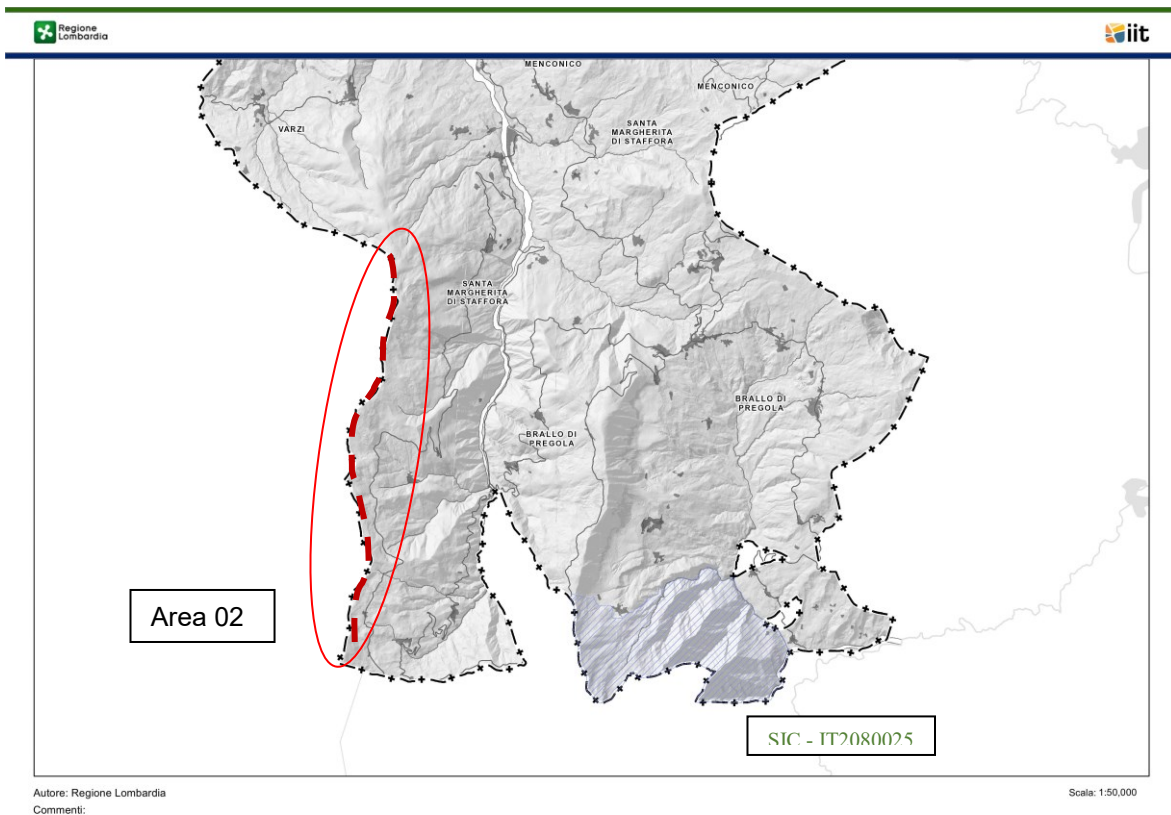 Regione
Lombardia
iit
MENCONICO
MENCONICO
VARZI
SANTA
MARGHERITA
DI STAFFORA
SANTA
MARGHERITA
DI STAFFORA
BRALLO DI
PREGOLA
BRALLO DI
PREGOLA
Area 02
SIC - IT2080025
Autore: Regione Lombardia
Scala: 1:50,000
Commenti: